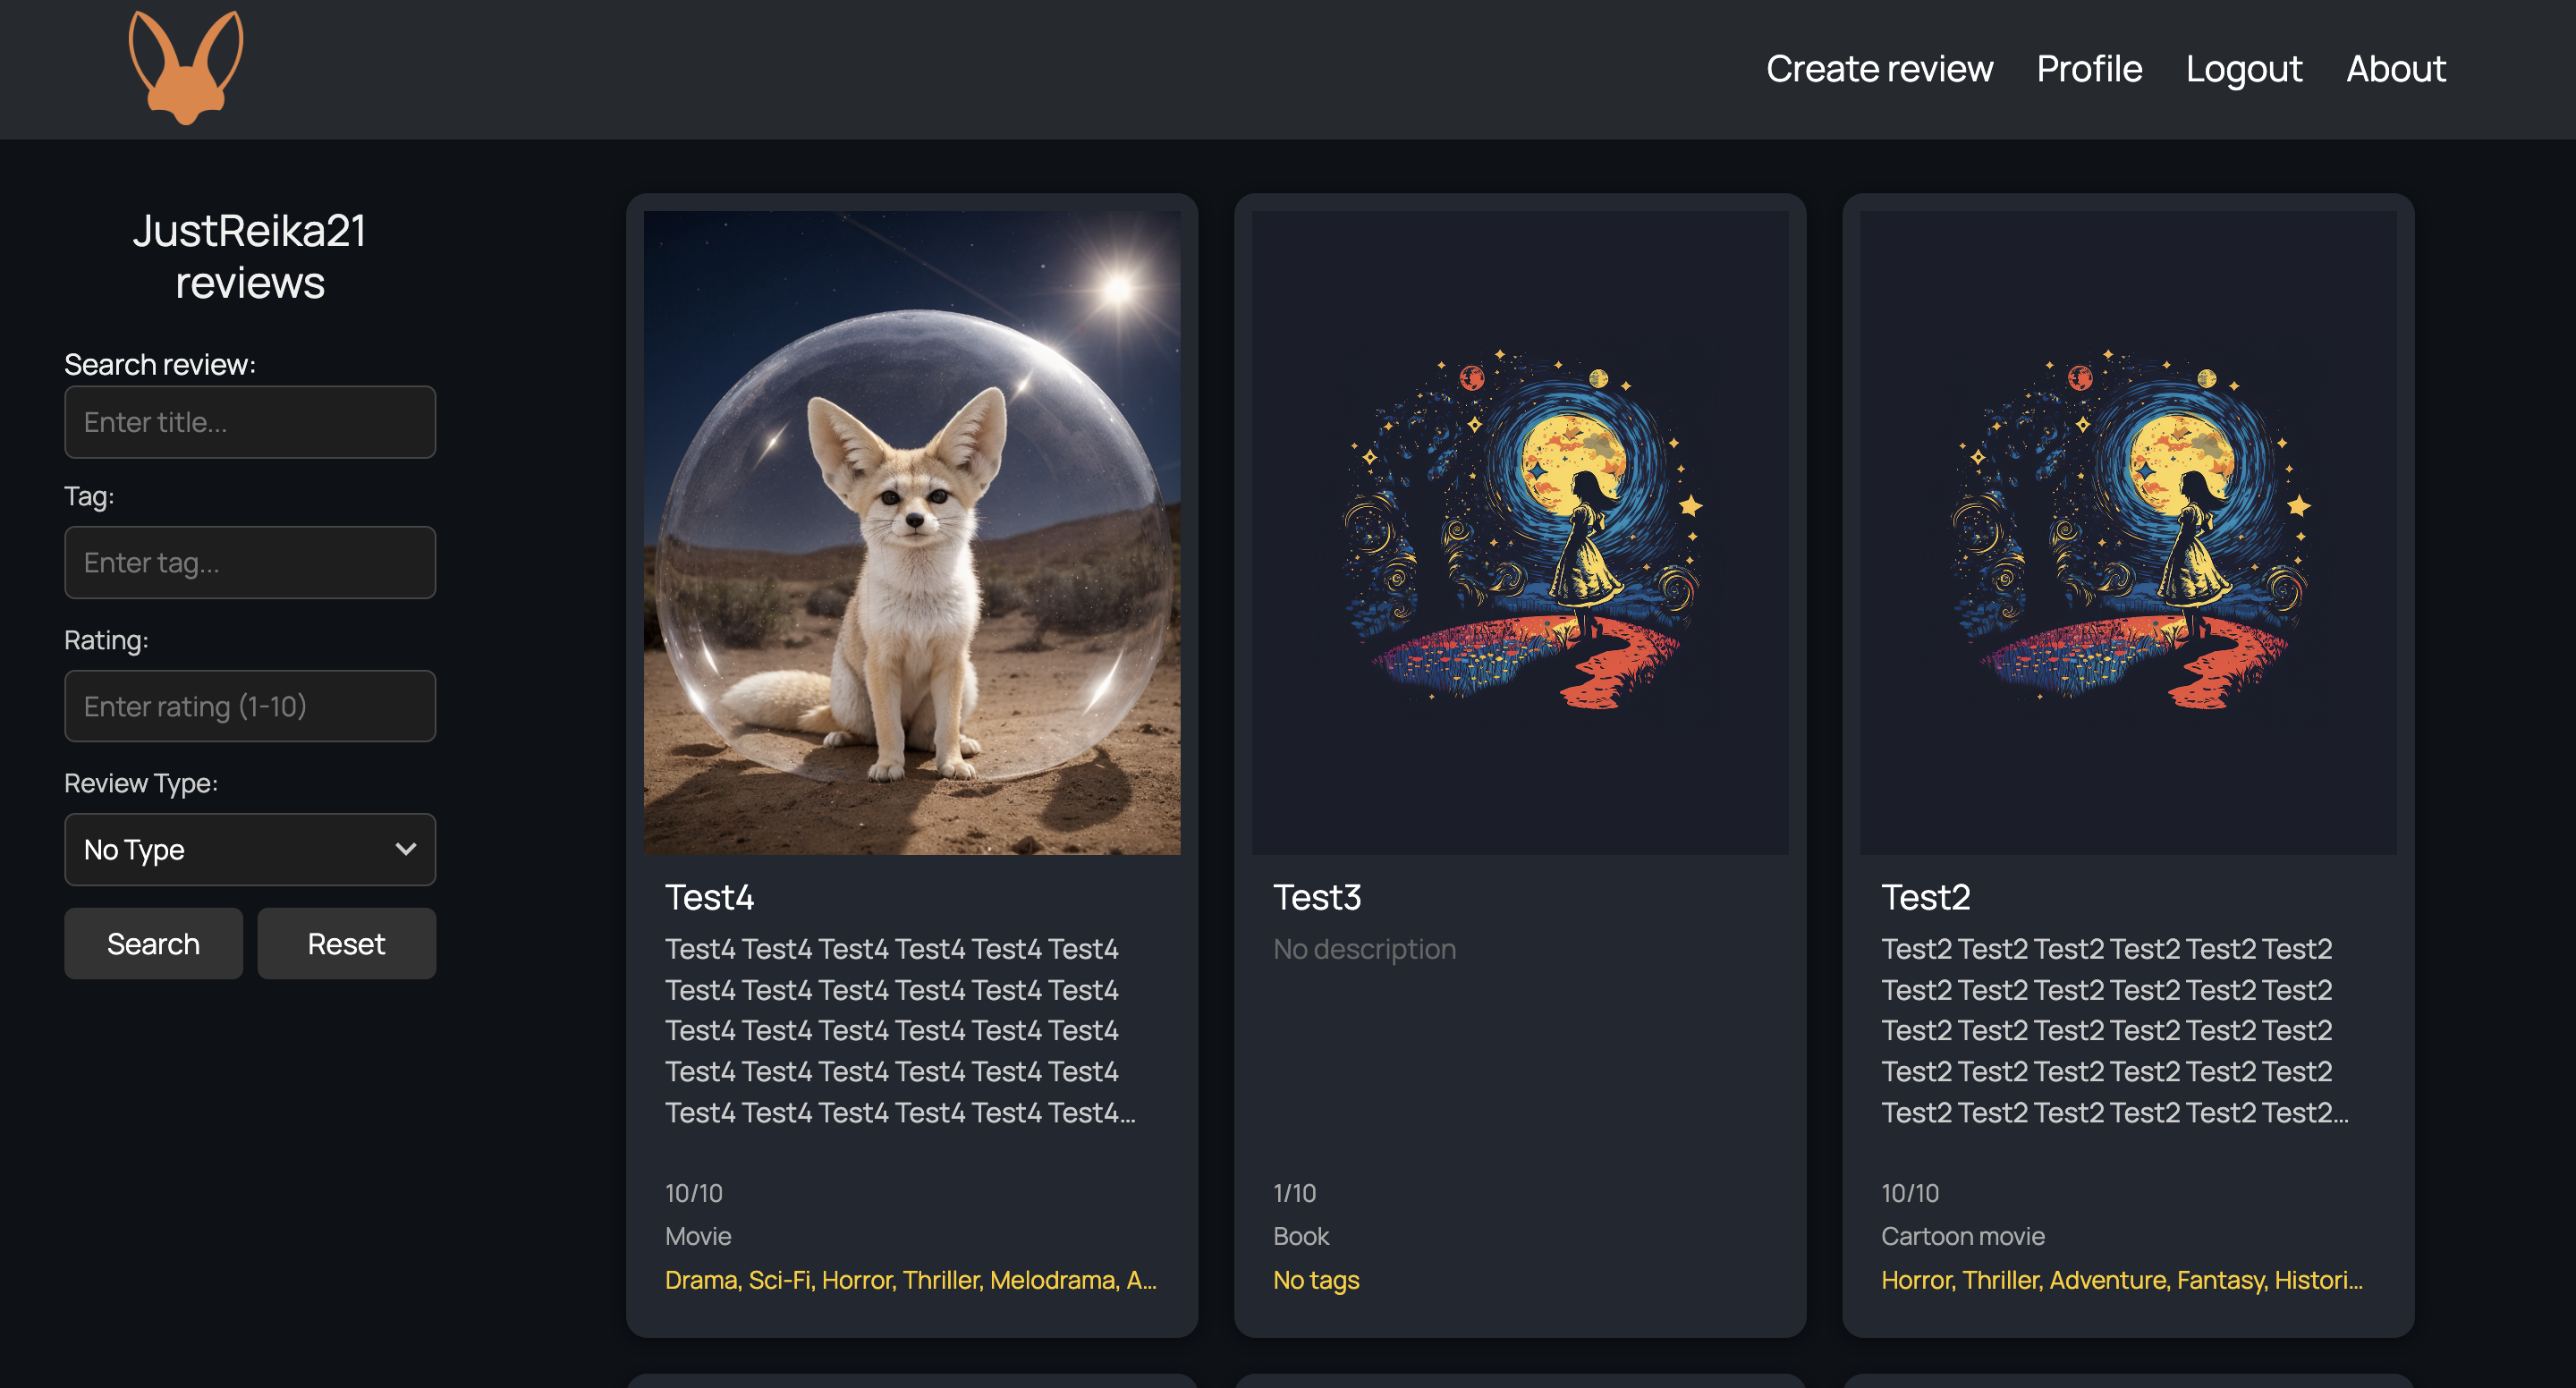 Create review Profile Logout About
JustReika21
reviews
Search review:
Enter title...
Tag:
Enter tag...
Rating:
Enter rating (1-10)
Review Type:
No Type
Search Reset
Test4
Test4 Test4 Test4 Test4 Test4 Test4
Test4 Test4 Test4 Test4 Test4 Test4
Test4 Test4 Test4 Test4 Test4 Test4
Test4 Test4 Test4 Test4 Test4 Test4
Test4 Test4 Test4 Test4 Test4 Test4...
10/10
Movie
Drama, Sci-Fi, Horror, Thriller, Melodrama, A...
Test3
No description
1/10
Book
No tags
Test2
Test2 Test2 Test2 Test2 Test2 Test2
Test2 Test2 Test2 Test2 Test2 Test2
Test2 Test2 Test2 Test2 Test2 Test2
Test2 Test2 Test2 Test2 Test2 Test2
Test2 Test2 Test2 Test2 Test2 Test2...
10/10
Cartoon movie
Horror, Thriller, Adventure, Fantasy, Histori...